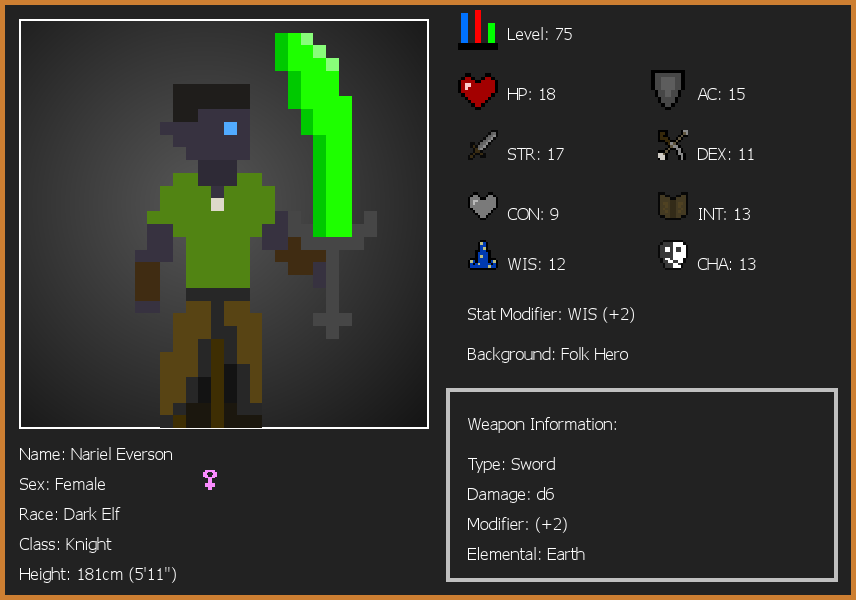 Level: 75
HP: 18
AC: 15
STR: 17
DEX: 11
CON: 9
INT: 13
WIS: 12
CHA: 13
Stat Modifier: WIS (+2)
Background: Folk Hero
Weapon Information:
Type: Sword
Damage: d6
Modifier: (+2)
Elemental: Earth
Name: Nariel Everson
Sex: Female
Race: Dark Elf
Class: Knight
Height: 181cm (5'11")